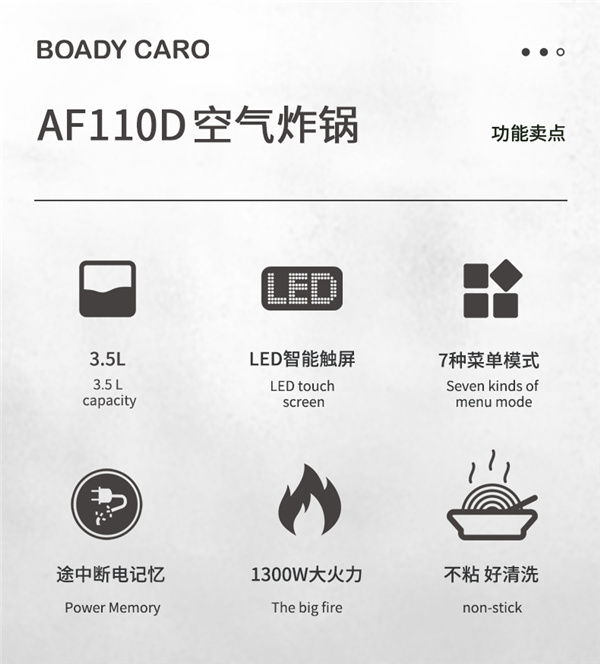 BOADY CARO
AF110D空气炸锅
功能卖点
LED
3.5L
3.5 L
capacity
LED智能触屏
LED touch
screen
7种菜单模式
Seven kinds of
menu mode
途中断电记忆
Power Memory
1300W大火力
The big fire
不粘 好清洗
non-stick